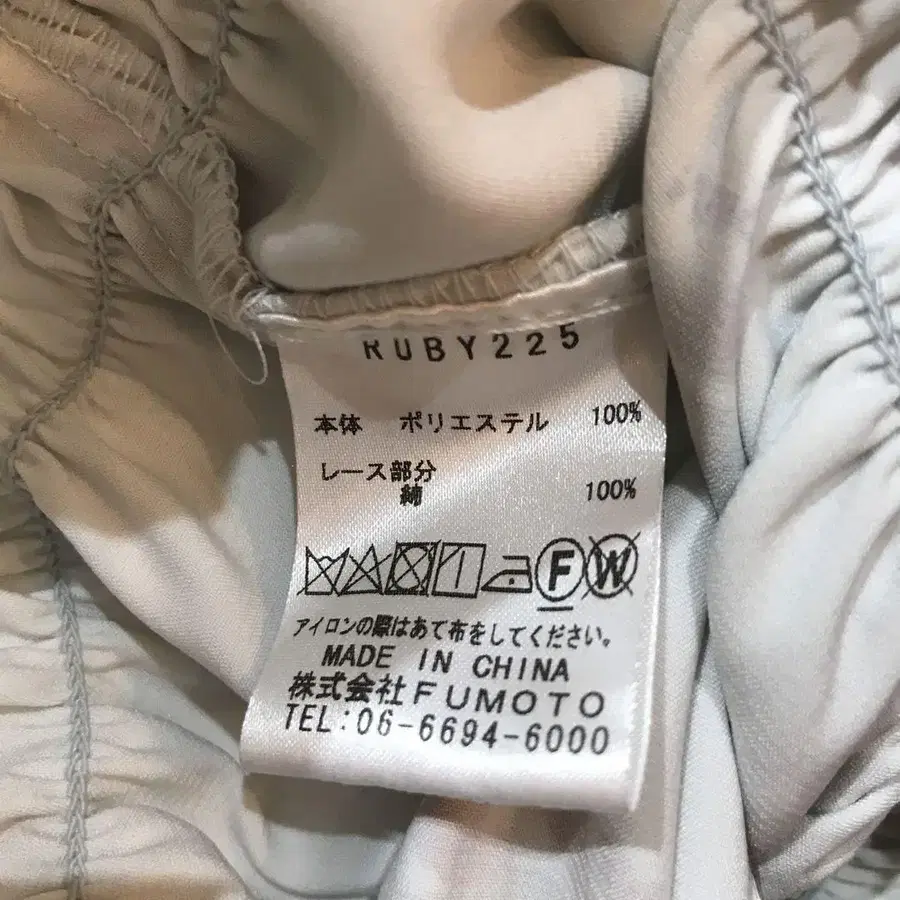 RUBY225
本体 ポリエステル 100%
レース部分
綿 100%
F W
アイロンの際はあて布をしてください。
MADE IN CHINA
株式会社FUMOTO
TEL:06-6694-6000